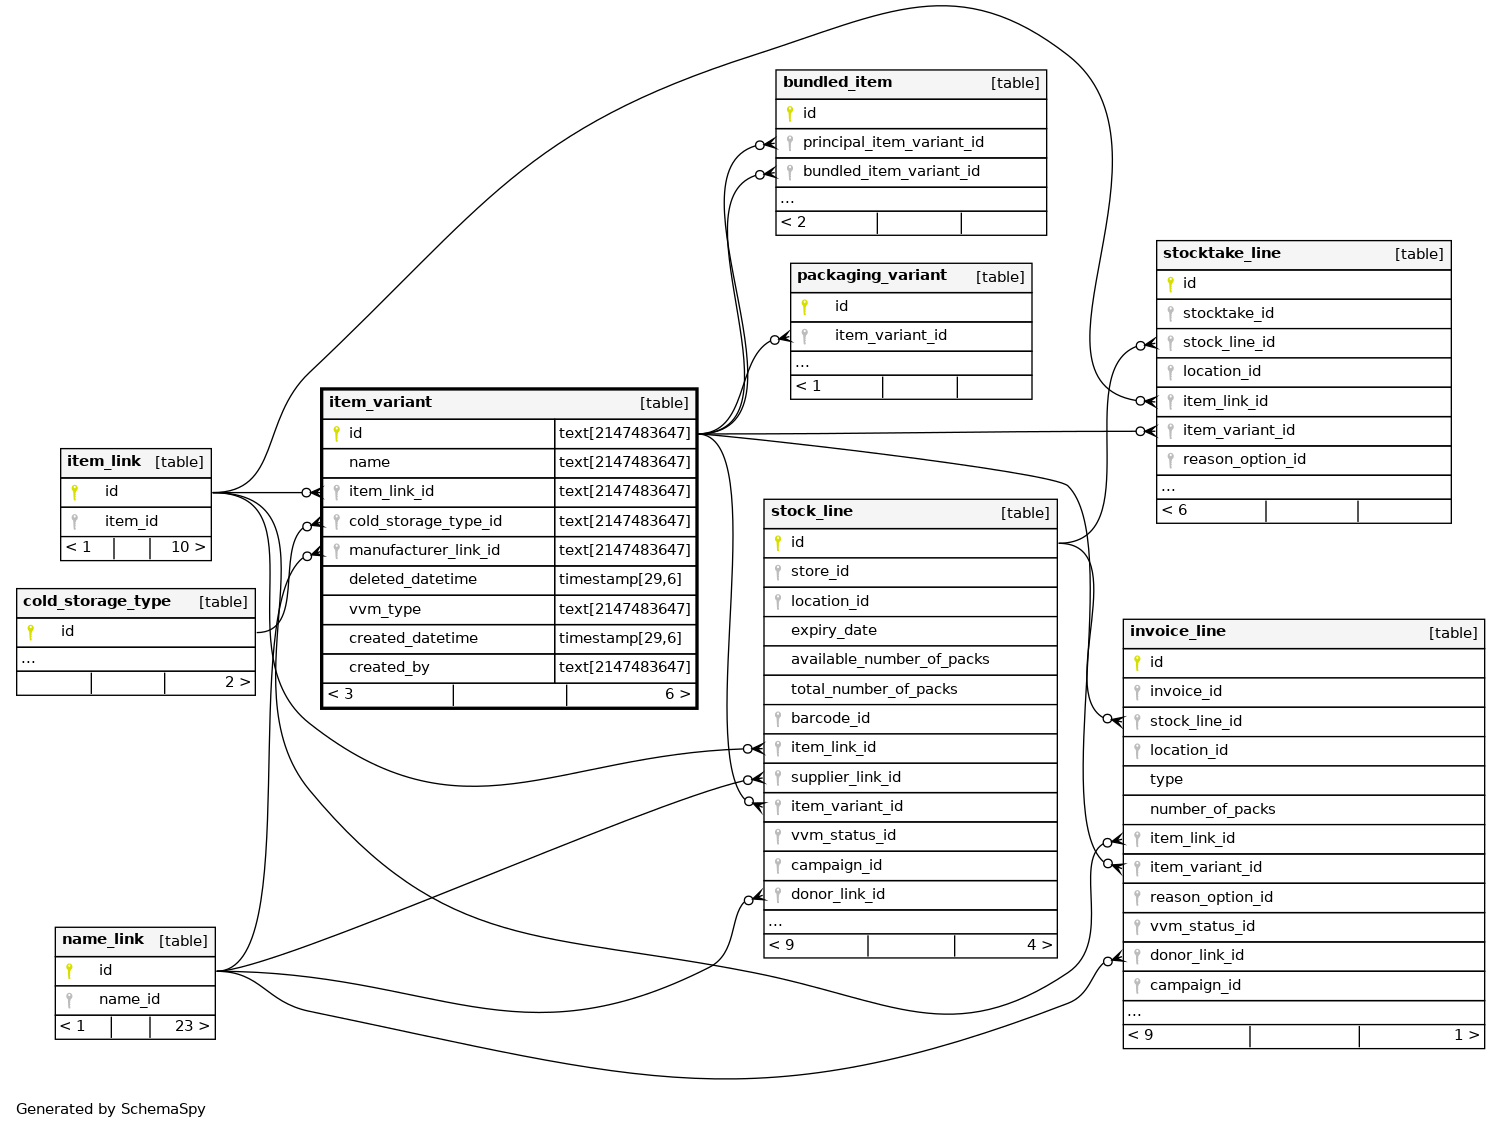 bundled_item [table]
id
principal_item_variant_id
bundled_item_variant_id
...
< 2
packaging_variant [table]
id
item_variant_id
...
< 1
stocktake_line [table]
id
stocktake_id
stock_line_id
location_id
item_link_id
item_variant_id
reason_option_id
...
< 6
item_variant [table]
id text[2147483647]
name text[2147483647]
item_link_id text[2147483647]
cold_storage_type_id text[2147483647]
manufacturer_link_id text[2147483647]
deleted_datetime timestamp[29,6]
vvm_type text[2147483647]
created_datetime timestamp[29,6]
created_by text[2147483647]
< 3 6 >
item_link [table]
id
item_id
< 1 10 >
cold_storage_type [table]
id
...
2 >
stock_line [table]
id
store_id
location_id
expiry_date
available_number_of_packs
total_number_of_packs
barcode_id
item_link_id
supplier_link_id
item_variant_id
vvm_status_id
campaign_id
donor_link_id
...
< 9 4 >
invoice_line [table]
id
invoice_id
stock_line_id
location_id
type
number_of_packs
item_link_id
item_variant_id
reason_option_id
vvm_status_id
donor_link_id
campaign_id
...
< 9 1 >
name_link [table]
id
name_id
< 1 23 >
Generated by SchemaSpy